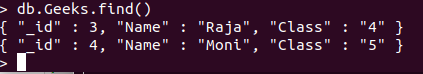 > db.Geeks.find()
{ "_id" : 3, "Name" : "Raja", "Class" : "4" }
{ "_id" : 4, "Name" : "Moni", "Class" : "5" }
>